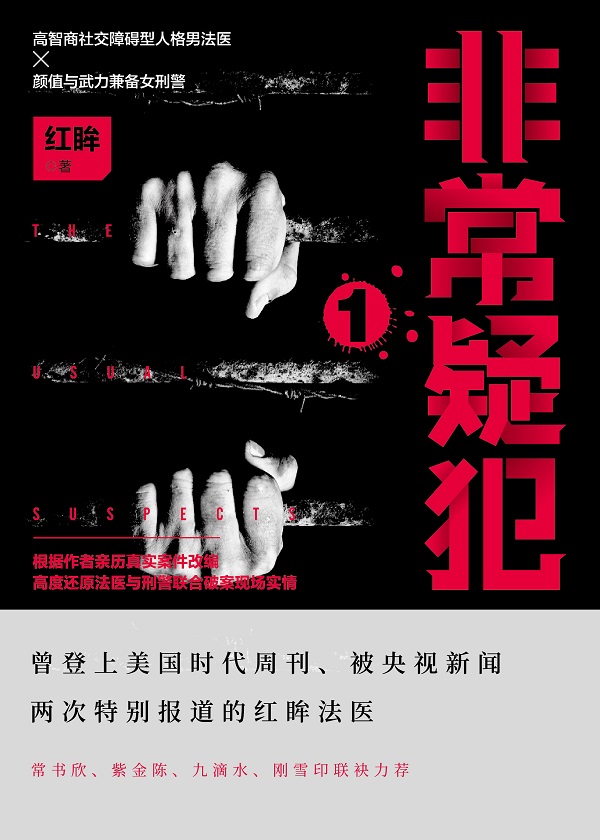 高智商社交障碍型人格男法医
×
颜值与武力兼备女刑警
红眸
◎著
非常疑犯
1
THE
USUAL
SUSPECTS
根据作者亲历真实案件改编
高度还原法医与刑警联合破案现场实情
曾登上美国时代周刊、被央视新闻
两次特别报道的红眸法医
常书欣、紫金陈、九滴水、刚雪印联袂力荐